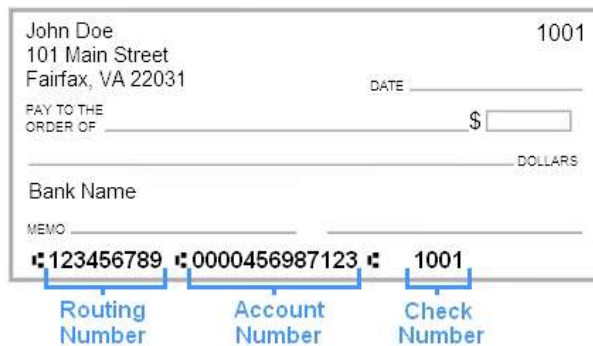 John Doe 1001
101 Main Street
Fairfax, VA 22031
DATE
PAY TO THE
ORDER OF $
DOLLARS
Bank Name
MEMO
⑆123456789 ⑆0000456987123 ⑆ 1001
Routing Account Check
Number Number Number